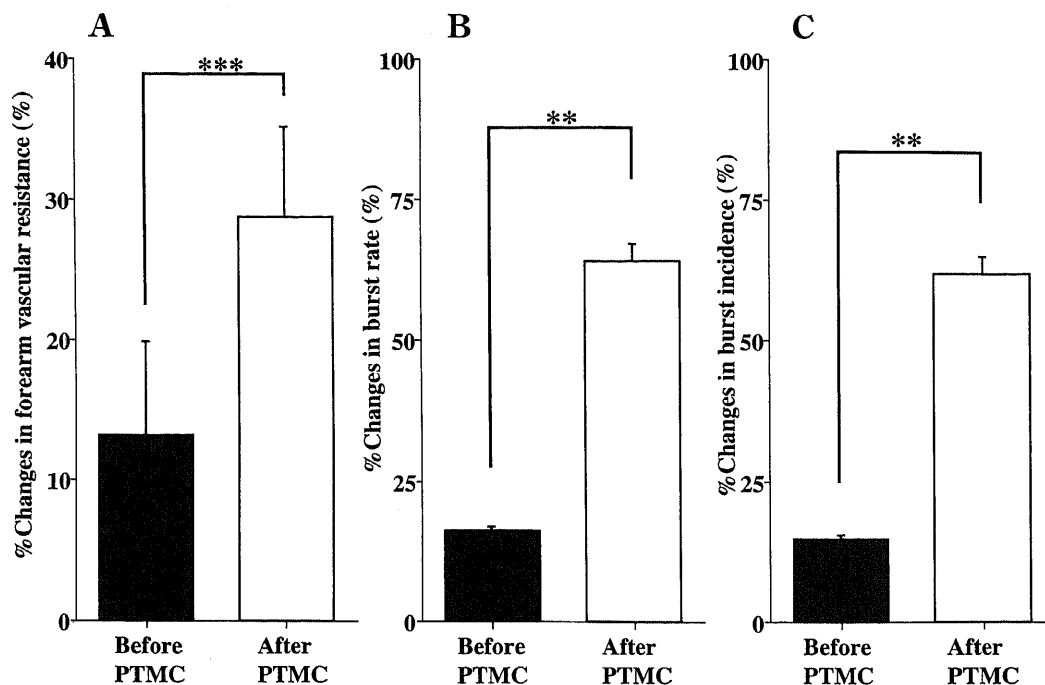 A
%Changes in forearm vascular resistance (%)
40
30
20
10
0
***
Before
PTMC
After
PTMC
B
%Changes in burst rate (%)
100
75
50
25
0
**
Before
PTMC
After
PTMC
C
%Changes in burst incidence (%)
100
75
50
25
0
**
Before
PTMC
After
PTMC